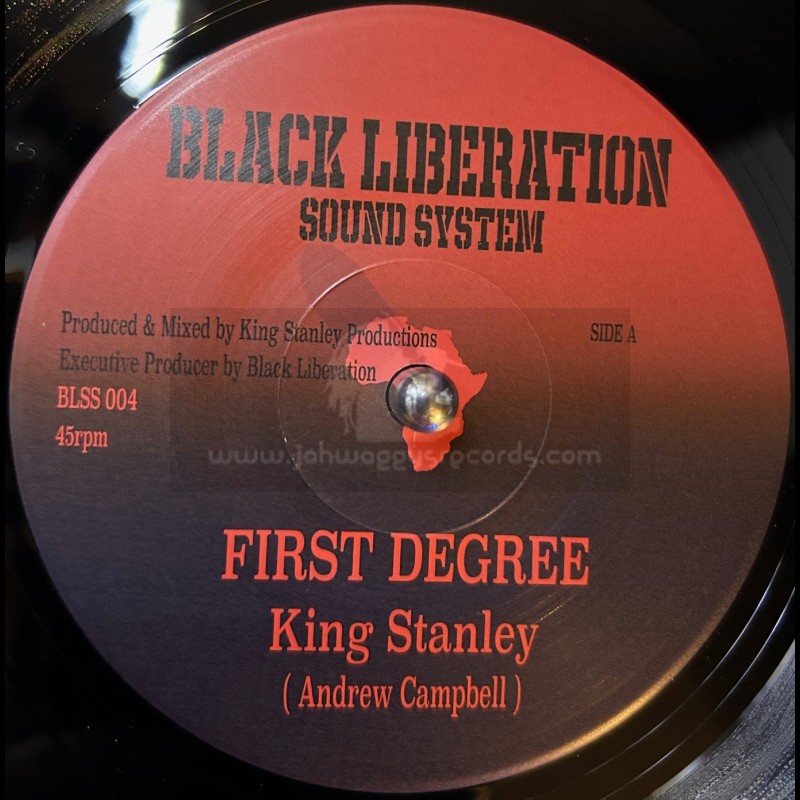 BLACK LIBERATION
SOUND SYSTEM
Produced & Mixed by King Stanley Productions
SIDE A
Executive Producer by Black Liberation
BLSS 004
45rpm
www.jahwaggysrecords.com
FIRST DEGREE
King Stanley
( Andrew Campbell )